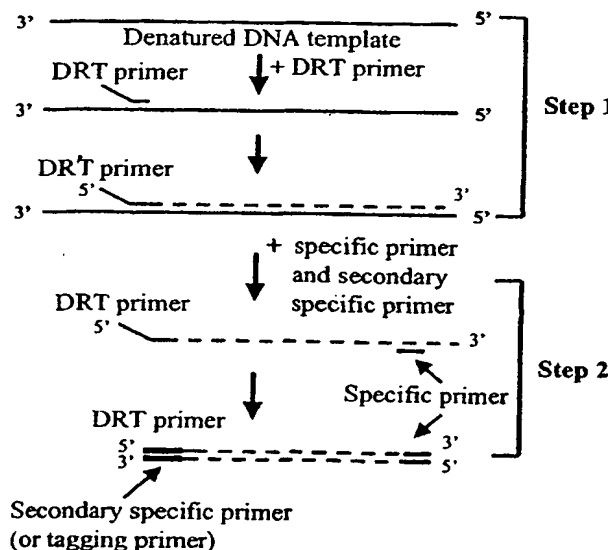 3’ 5’
Denatured DNA template
DRT primer + DRT primer
3’ 5’
Step 1
DRT primer
5’ 3’
3’ 5’
+ specific primer
and secondary
specific primer
DRT primer
5’ 3’
Step 2
Specific primer
DRT primer
5’ 3’
3’ 5’
Secondary specific primer
(or tagging primer)